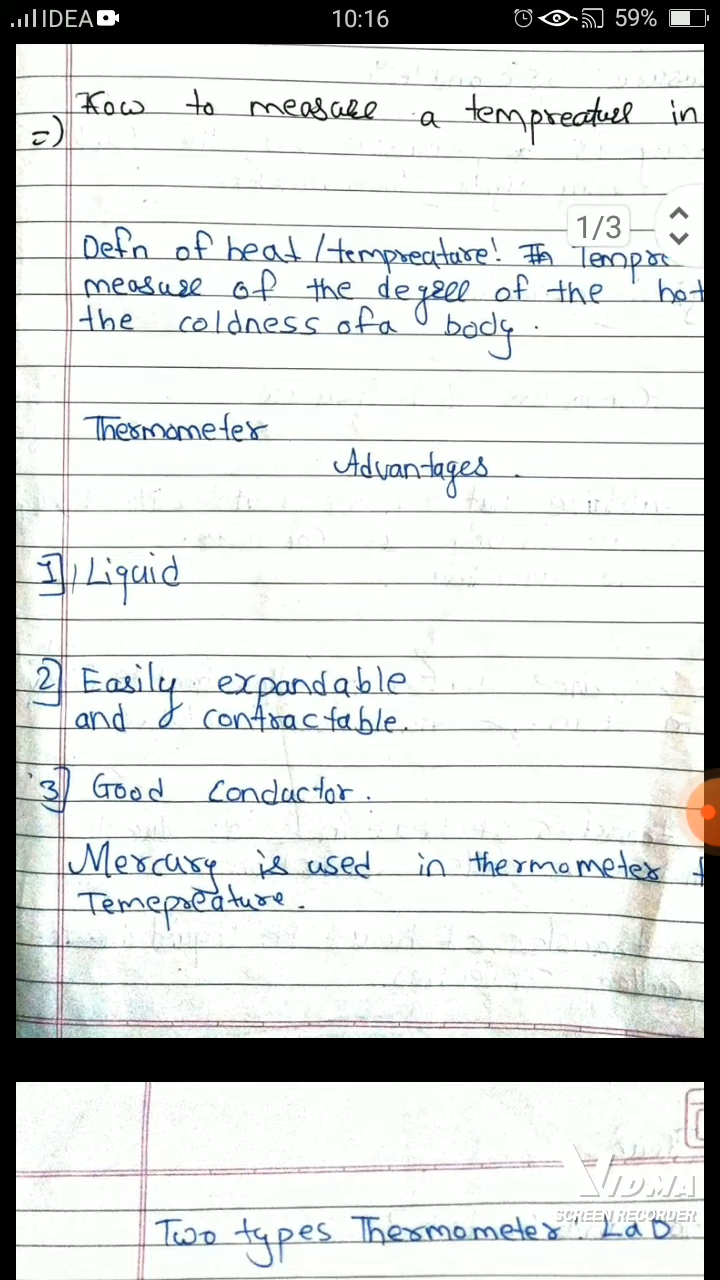 IDEA 10:16 59%
How to measure a tempreature in
=)
1/3
Defn of heat / tempreature! Tempre
measure of the degree of the hot
the coldness of a body.
Thermometer
Advantages.
1] Liquid
2] Easily expandable
and contractable.
3] Good conductor.
Mercury is used in thermometer
Temepreature.
VIDMA
SCREEN RECORDER
Two types Thermometer: Lab